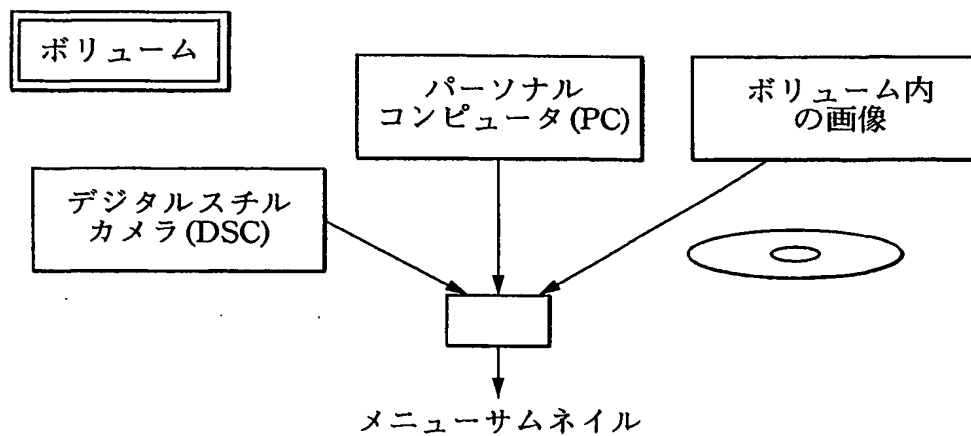 ボリューム
パーソナル
コンピュータ(PC)
ボリューム内
の画像
デジタルスチル
カメラ(DSC)
メニューサムネイル